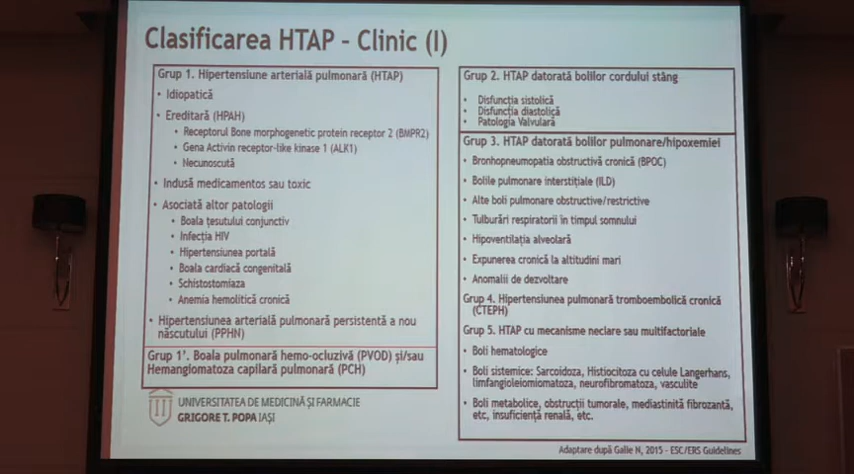 Clasificarea HTAP - Clinic (I)
Grup 1. Hipertensiune arterială pulmonară (HTAP)
• Idiopatică
• Ereditară (HPAH)
• Receptorul Bone morphogenetic protein receptor 2 (BMPR2)
• Gena Activin receptor-like kinase 1 (ALK1)
• Necunoscută
• Indusă medicamentos sau toxic
• Asociată altor patologii
• Boala țesutului conjunctiv
• Infecția HIV
• Hipertensiunea portală
• Boala cardiacă congenitală
• Schistostomiaza
• Anemia hemolitică cronică
• Hipertensiunea arterială pulmonară persistentă a nou
născutului (PPHN)
Grup 1'. Boala pulmonară hemo-ocluzivă (PVOD) și/sau
Hemangiomatoza capilară pulmonară (PCH)
UNIVERSITATEA DE MEDICINĂ ȘI FARMACIE
GRIGORE T. POPA IAȘI
Grup 2. HTAP datorată bolilor cordului stâng
• Disfuncția sistolică
• Disfuncția diastolică
• Patologia Valvulară
Grup 3. HTAP datorată bolilor pulmonare/hipoxemiei
• Bronhopneumopatia obstructivă cronică (BPOC)
• Bolile pulmonare interstițiale (ILD)
• Alte boli pulmonare obstructive/restrictive
• Tulburări respiratorii în timpul somnului
• Hipoventilația alveolară
• Expunerea cronică la altitudini mari
• Anomalii de dezvoltare
Grup 4. Hipertensiunea pulmonară tromboembolică cronică
(CTEPH)
Grup 5. HTAP cu mecanisme neclare sau multifactoriale
• Boli hematologice
• Boli sistemice: Sarcoidoza, Histiocitoza cu celule Langerhans,
limfangioleiomiomatoza, neurofibromatoza, vasculite
• Boli metabolice, obstrucții tumorale, mediastinită fibrozantă,
etc, insuficiență renală, etc.
Adaptare după Galie N, 2015 - ESC/ERS Guidelines